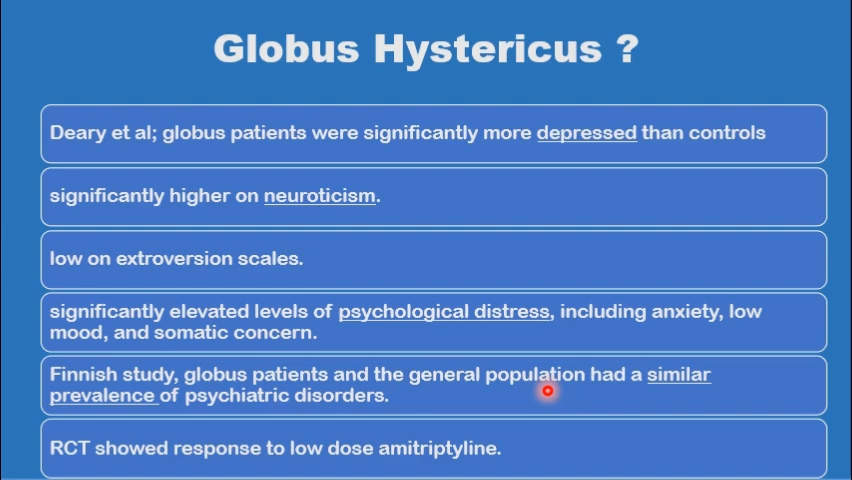 Globus Hystericus ?
Deary et al; globus patients were significantly more depressed than controls
significantly higher on neuroticism.
low on extroversion scales.
significantly elevated levels of psychological distress, including anxiety, low
mood, and somatic concern.
Finnish study, globus patients and the general population had a similar
prevalence of psychiatric disorders.
RCT showed response to low dose amitriptyline.